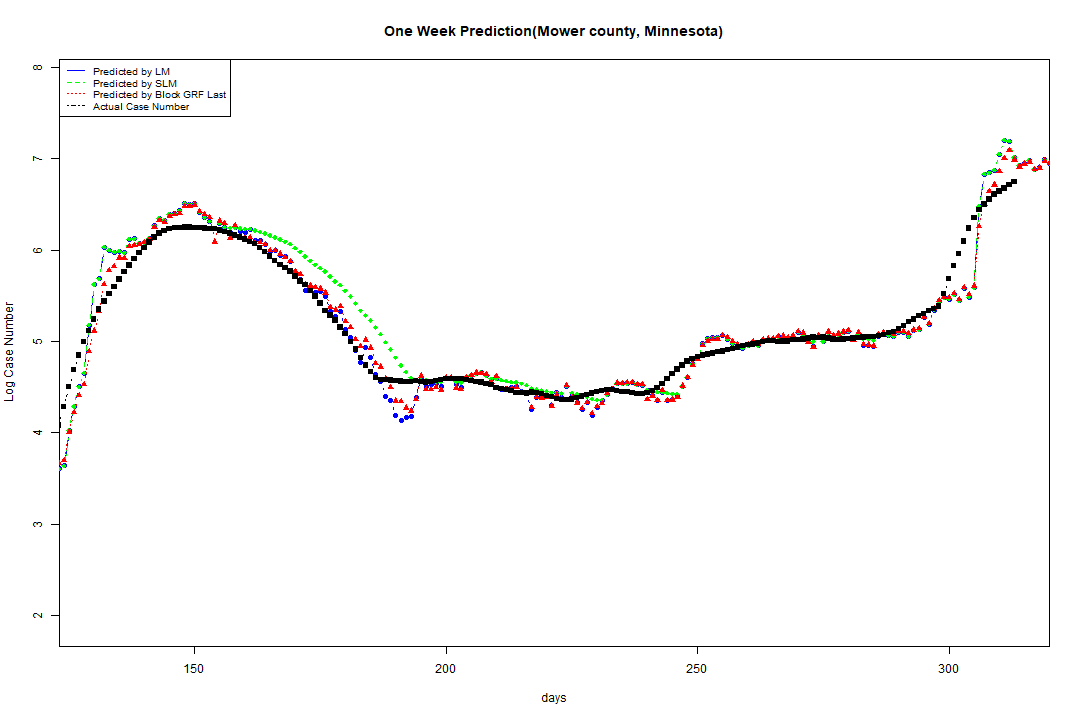 One Week Prediction(Mower county, Minnesota)
Predicted by LM
Predicted by SLM
Predicted by Block GRF Last
Actual Case Number
8
7
6
5
4
3
2
Log Case Number
150 200 250 300
days